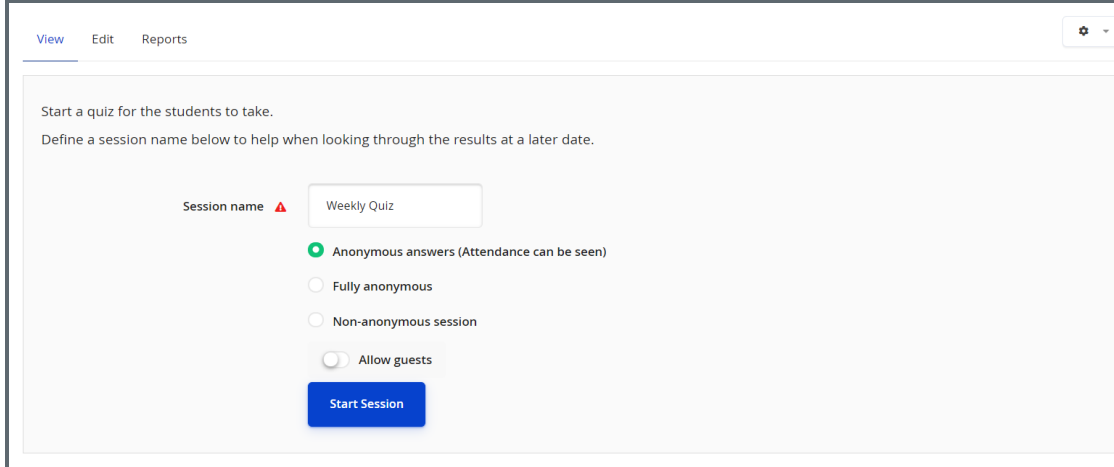 View Edit Reports
Start a quiz for the students to take.
Define a session name below to help when looking through the results at a later date.
Session name Weekly Quiz
Anonymous answers (Attendance can be seen)
Fully anonymous
Non-anonymous session
Allow guests
Start Session